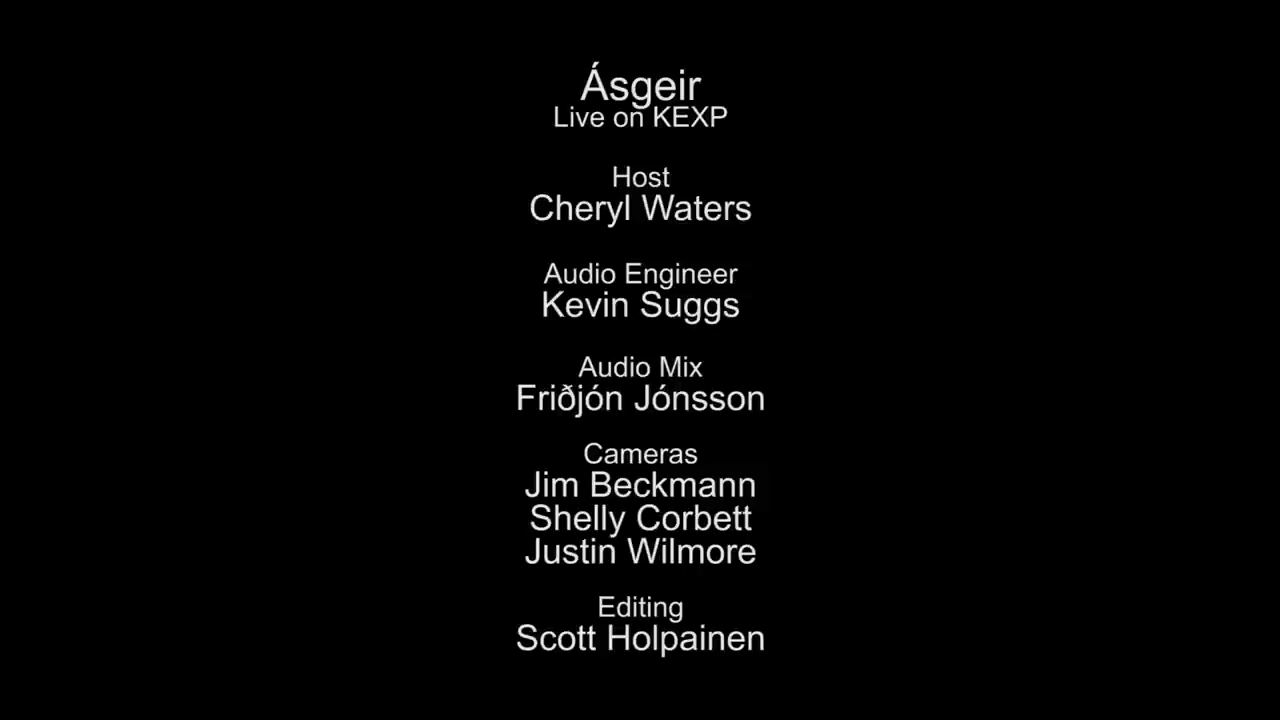 Ásgeir
Live on KEXP
Host
Cheryl Waters
Audio Engineer
Kevin Suggs
Audio Mix
Friðjón Jónsson
Cameras
Jim Beckmann
Shelly Corbett
Justin Wilmore
Editing
Scott Holpainen